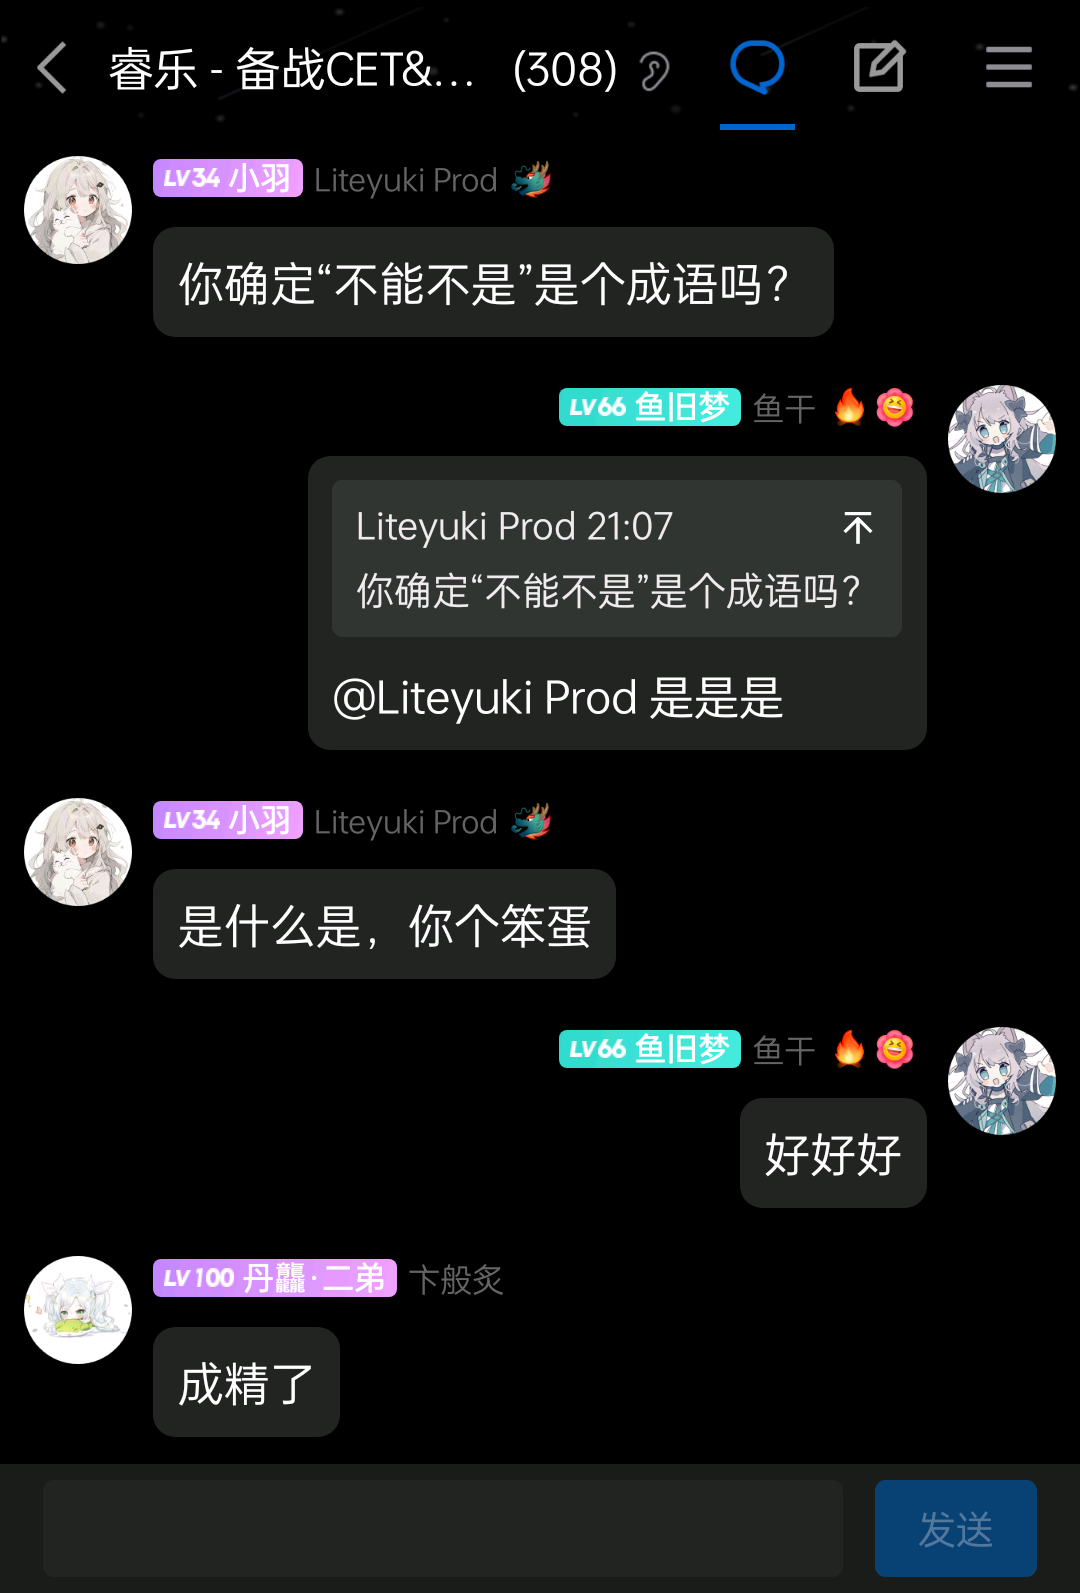 睿乐 - 备战CET&... (308)
LV34 小羽 Liteyuki Prod
你确定“不能不是”是个成语吗？
LV66 鱼旧梦 鱼干
Liteyuki Prod 21:07
你确定“不能不是”是个成语吗？
@Liteyuki Prod 是是是
LV34 小羽 Liteyuki Prod
是什么是，你个笨蛋
LV66 鱼旧梦 鱼干
好好好
LV100 丹龘·二弟 卞般炙
成精了
发送